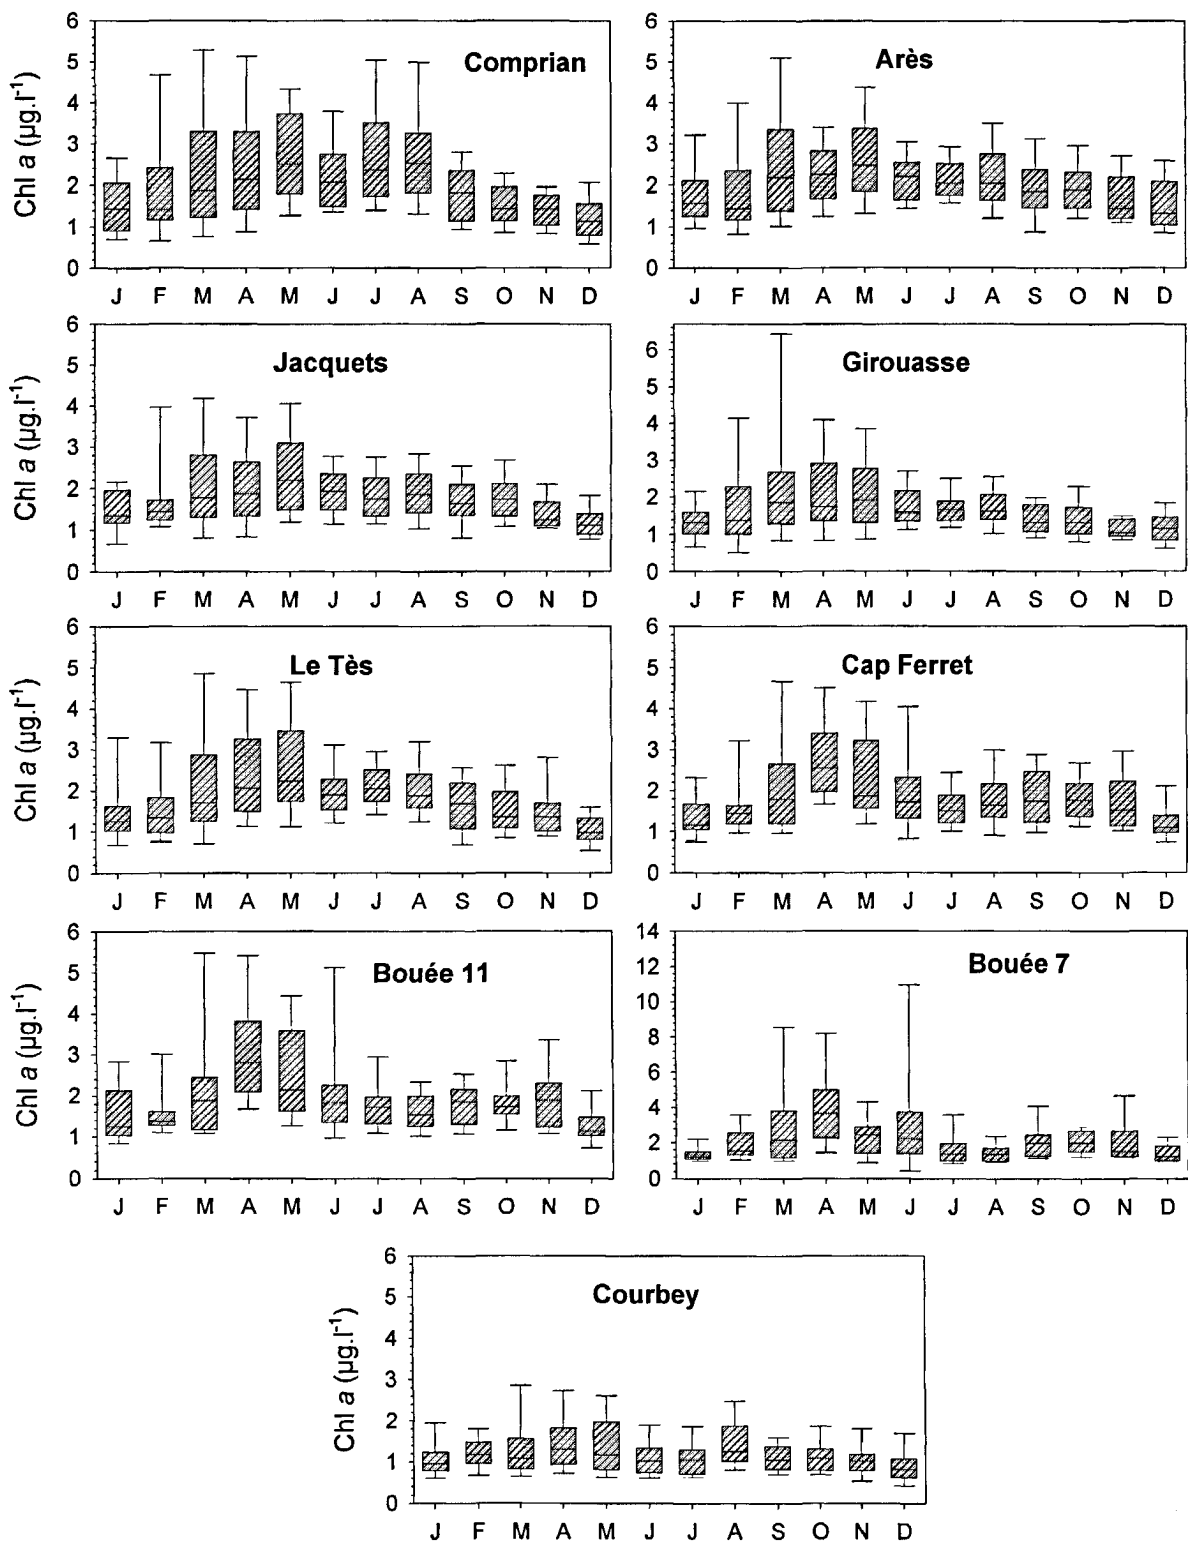 Chl a (µg.l⁻¹)
6
5
4
3
2
1
0
Comprian
J F M A M J J A S O N D
6
5
4
3
2
1
0
Arès
J F M A M J J A S O N D
Chl a (µg.l⁻¹)
6
5
4
3
2
1
0
Jacquets
J F M A M J J A S O N D
6
5
4
3
2
1
0
Girouasse
J F M A M J J A S O N D
Chl a (µg.l⁻¹)
6
5
4
3
2
1
0
Le Tès
J F M A M J J A S O N D
6
5
4
3
2
1
0
Cap Ferret
J F M A M J J A S O N D
Chl a (µg.l⁻¹)
6
5
4
3
2
1
0
Bouée 11
J F M A M J J A S O N D
14
12
10
8
6
4
2
0
Bouée 7
J F M A M J J A S O N D
Chl a (µg.l⁻¹)
6
5
4
3
2
1
0
Courbey
J F M A M J J A S O N D